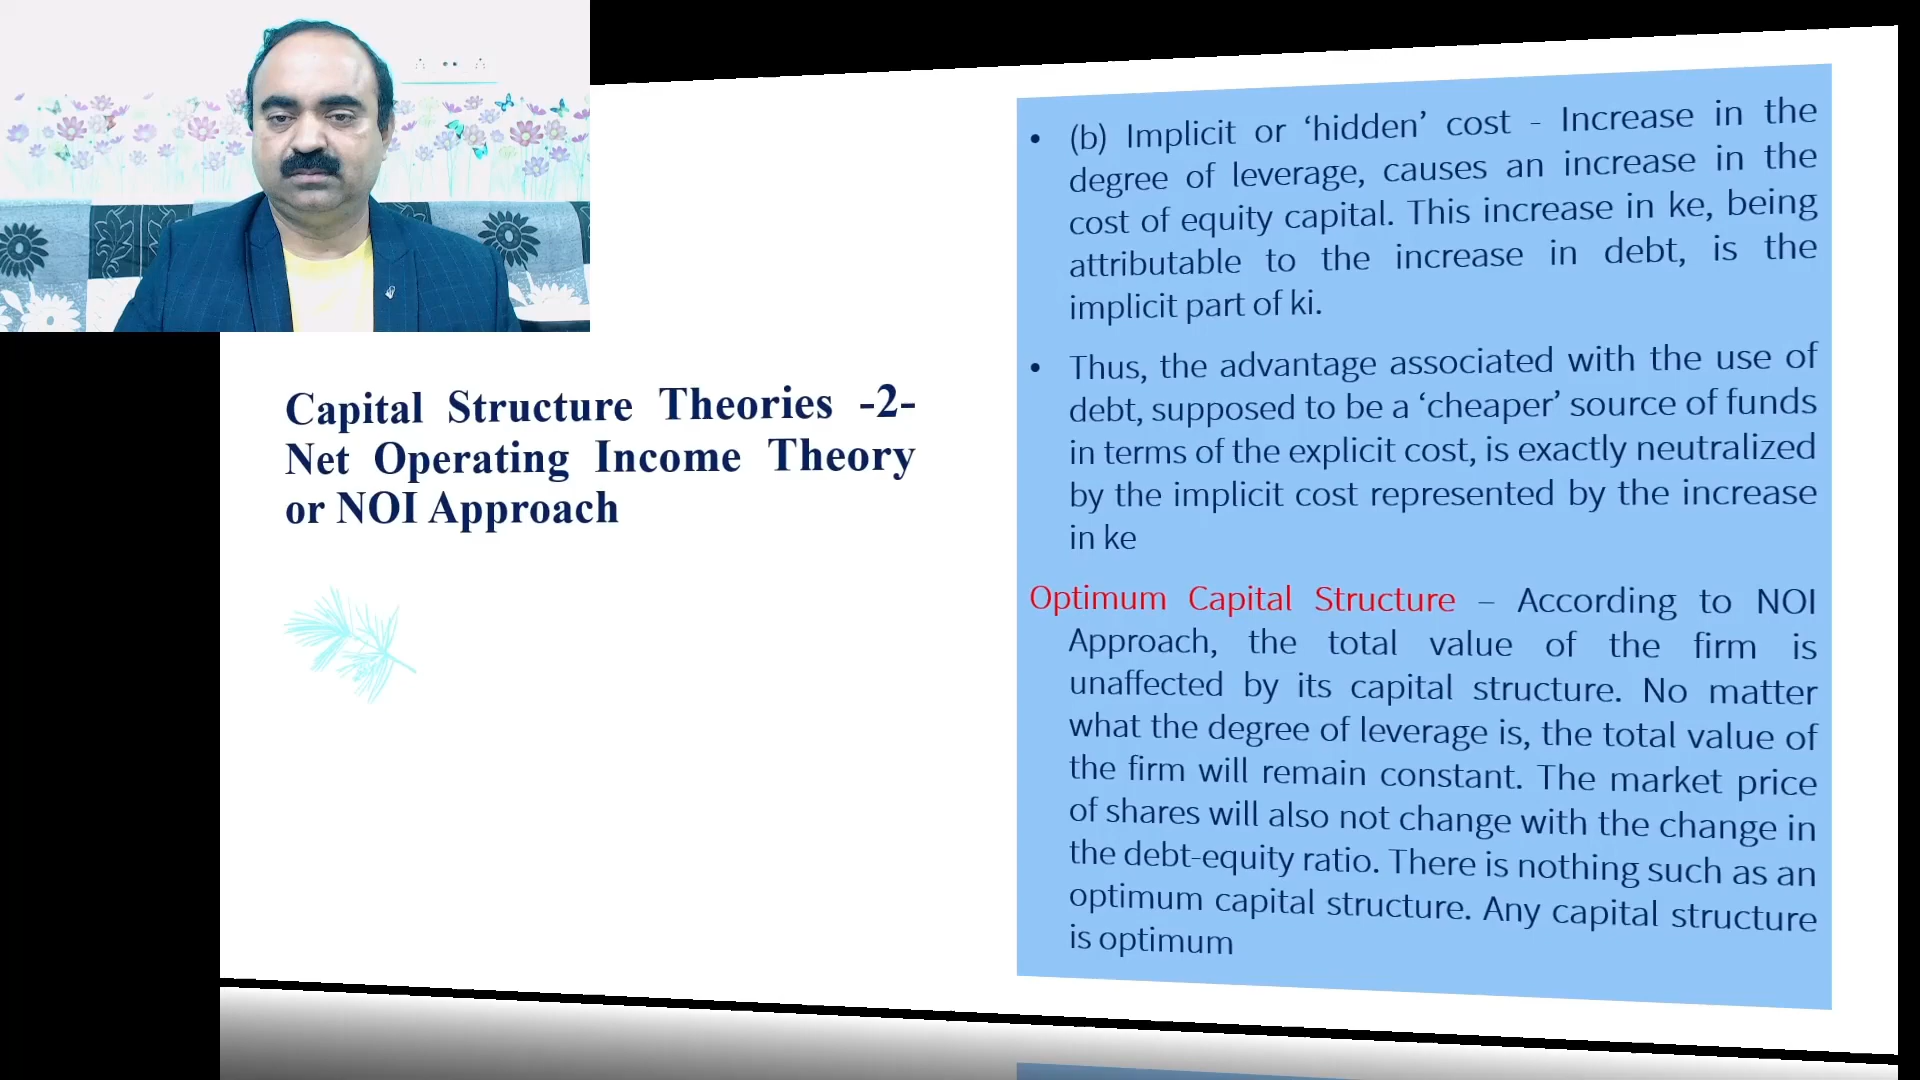 Capital Structure Theories -2-
Net Operating Income Theory
or NOI Approach
• (b) Implicit or ‘hidden’ cost - Increase in the
degree of leverage, causes an increase in the
cost of equity capital. This increase in ke, being
attributable to the increase in debt, is the
implicit part of ki.
• Thus, the advantage associated with the use of
debt, supposed to be a ‘cheaper’ source of funds
in terms of the explicit cost, is exactly neutralized
by the implicit cost represented by the increase
in ke
Optimum Capital Structure – According to NOI
Approach, the total value of the firm is
unaffected by its capital structure. No matter
what the degree of leverage is, the total value of
the firm will remain constant. The market price
of shares will also not change with the change in
the debt-equity ratio. There is nothing such as an
optimum capital structure. Any capital structure
is optimum